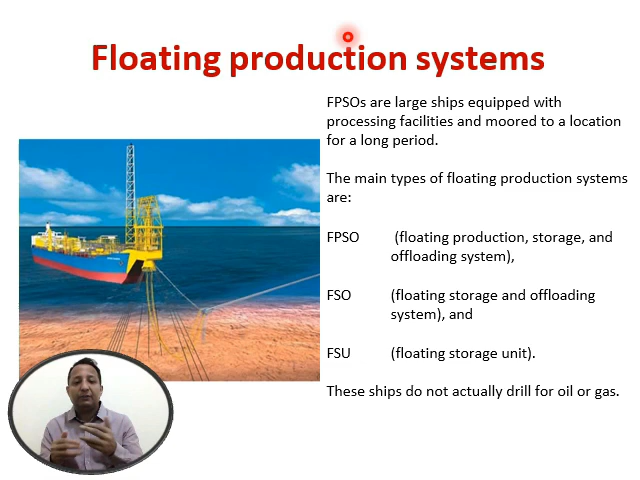 Floating production systems
FPSOs are large ships equipped with
processing facilities and moored to a location
for a long period.
The main types of floating production systems
are:
FPSO (floating production, storage, and
offloading system),
FSO (floating storage and offloading
system), and
FSU (floating storage unit).
These ships do not actually drill for oil or gas.